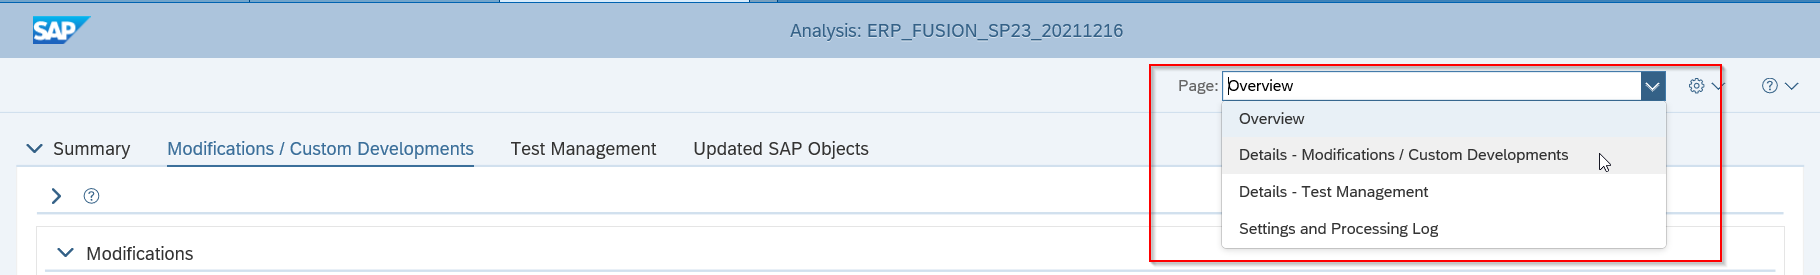 SAP
Analysis: ERP_FUSION_SP23_20211216
Page: Overview
Overview
Details - Modifications / Custom Developments
Details - Test Management
Settings and Processing Log
Summary Modifications / Custom Developments Test Management Updated SAP Objects
Modifications